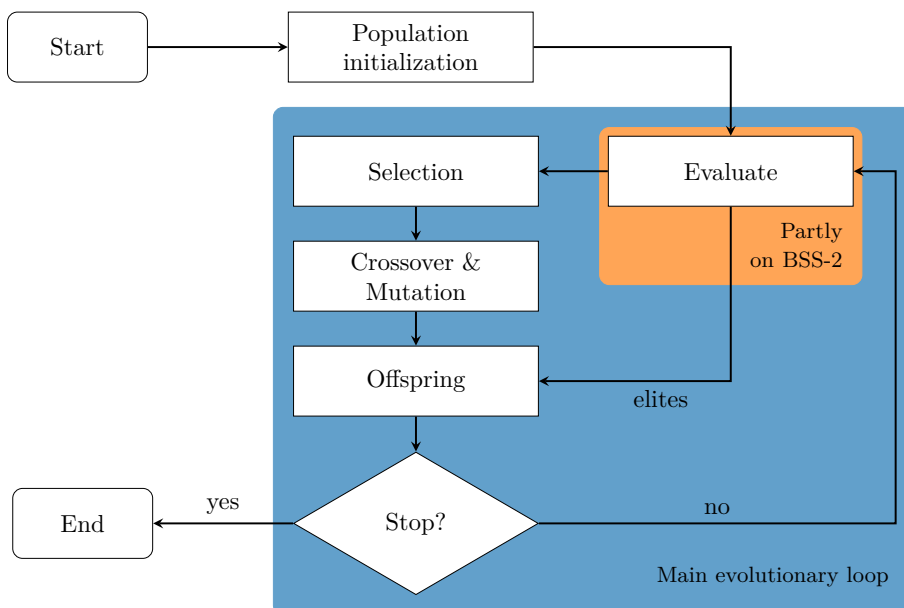 Start
Population
initialization
Selection
Evaluate
Partly
on BSS-2
Crossover &
Mutation
Offspring
elites
yes
End
Stop?
no
Main evolutionary loop